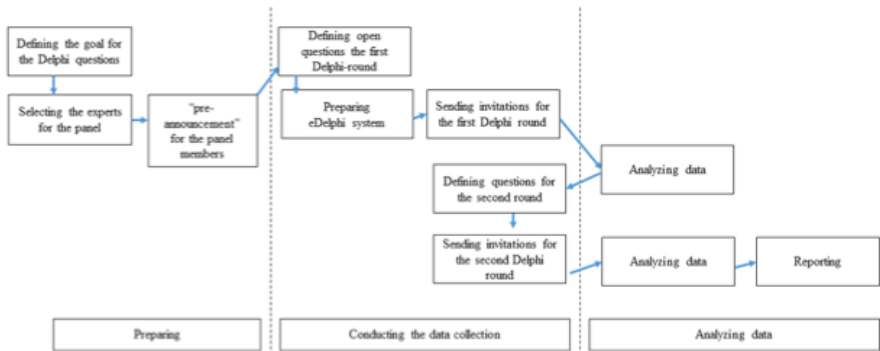 Defining the goal for
the Delphi questions
Selecting the experts
for the panel
"pre-
announcement"
for the panel
members
Defining open
questions the first
Delphi-round
Preparing
eDelphi system
Sending invitations for
the first Delphi round
Analyzing data
Defining questions for
the second round
Sending invitations for
the second Delphi
round
Analyzing data
Reporting
Preparing
Conducting the data collection
Analyzing data